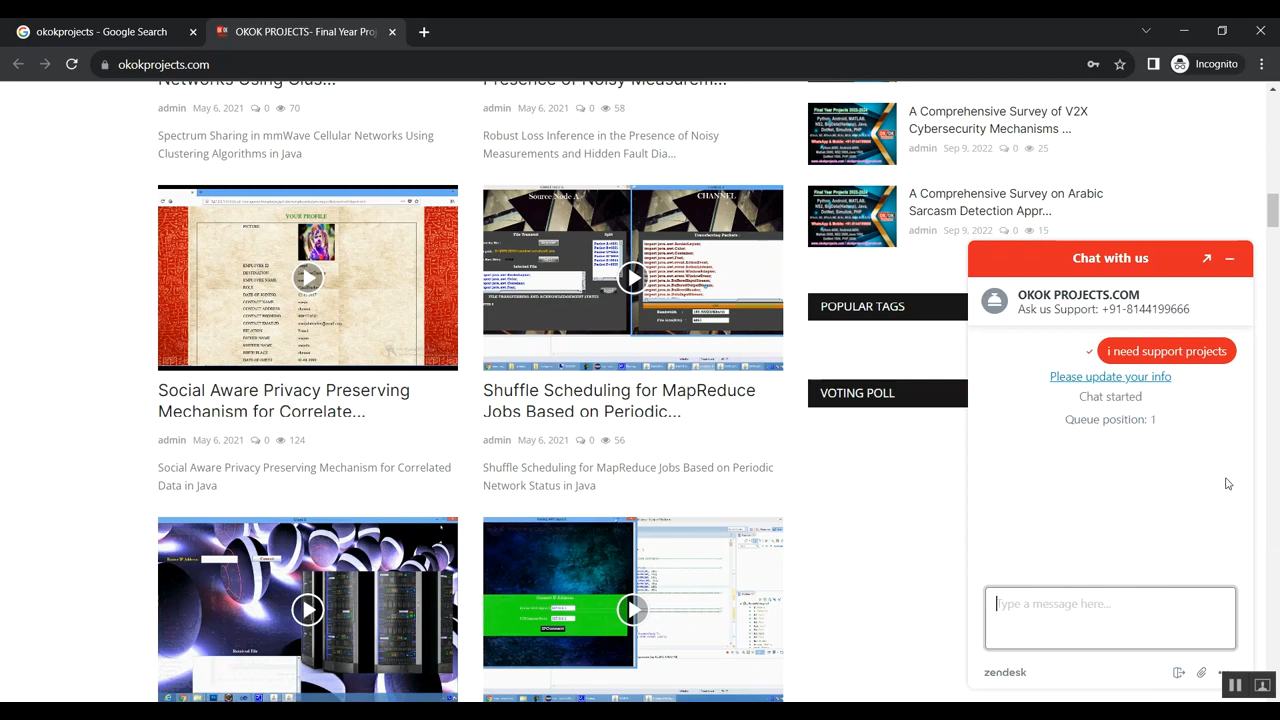 okokprojects - Google Search
OKOK PROJECTS- Final Year Pro
okokprojects.com
Incognito
Networks Using Glas...
admin May 6, 2021 0 70
Spectrum Sharing in mmWave Cellular Networks Using
in Java
Presence of Noisy Measurem...
admin May 6, 2021 0 58
Robust Loss Inference in the Presence of Noisy
Measurements Hidden Fault Dia...
YOUR PROFILE
Social Aware Privacy Preserving
Mechanism for Correlate...
admin May 6, 2021 0 124
Social Aware Privacy Preserving Mechanism for Correlated
Data in Java
Source Node A
CHANNEL
Shuffle Scheduling for MapReduce
Jobs Based on Periodic...
admin May 6, 2021 0 56
Shuffle Scheduling for MapReduce Jobs Based on Periodic
Network Status in Java
A Comprehensive Survey of V2X
Cybersecurity Mechanisms ...
admin Sep 9, 2022 0 25
A Comprehensive Survey on Arabic
Sarcasm Detection Appr...
admin Sep 9, 2022 0 15
POPULAR TAGS
VOTING POLL
Chat with us
OKOK PROJECTS.COM
Ask us Support +91 8144199666
i need support projects
Please update your info
Chat started
Queue position: 1
Type a message here...
zendesk